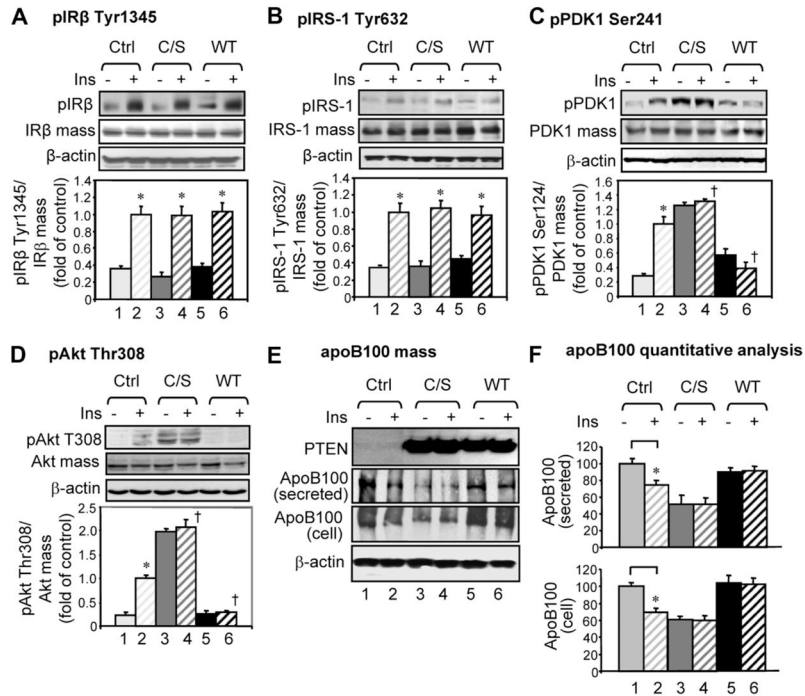 A pIRβ Tyr1345
Ctrl C/S WT
Ins - + - + - +
pIRβ
IRβ mass
β-actin
pIRβ Tyr1345/
IRβ mass
(fold of control)
1.4
1.2
1.0
0.8
0.6
0.4
0.2
0
* * *
1 2 3 4 5 6
B pIRS-1 Tyr632
Ctrl C/S WT
Ins - + - + - +
pIRS-1
IRS-1 mass
β-actin
pIRS-1 Tyr632/
IRS-1 mass
(fold of control)
1.4
1.2
1.0
0.8
0.6
0.4
0.2
0
* * *
1 2 3 4 5 6
C pPDK1 Ser241
Ctrl C/S WT
Ins - + - + - +
pPDK1
PDK1 mass
β-actin
pPDK1 Ser124/
PDK1 mass
(fold of control)
1.6
1.4
1.2
1.0
0.8
0.6
0.4
0.2
0
* † †
1 2 3 4 5 6
D pAkt Thr308
Ctrl C/S WT
Ins - + - + - +
pAkt T308
Akt mass
β-actin
pAkt Thr308/
Akt mass
(fold of control)
2.5
2.0
1.5
1.0
0.5
0
* † †
1 2 3 4 5 6
E apoB100 mass
Ctrl C/S WT
Ins - + - + - +
PTEN
ApoB100
(secreted)
ApoB100
(cell)
β-actin
1 2 3 4 5 6
F apoB100 quantitative analysis
Ctrl C/S WT
Ins - + - + - +
ApoB100
(secreted)
120
100
80
60
40
20
0
*
ApoB100
(cell)
120
100
80
60
40
20
0
*
1 2 3 4 5 6